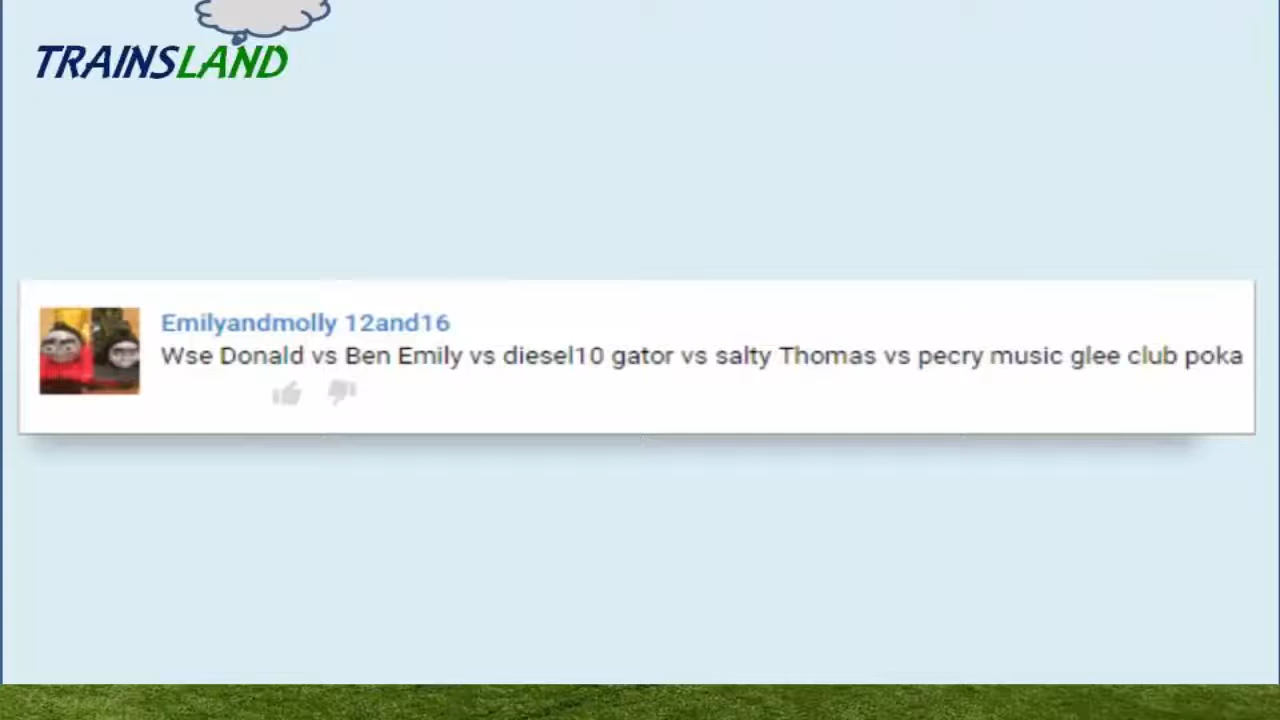 TRAINSLAND
Emilyandmolly 12and16
Wse Donald vs Ben Emily vs diesel10 gator vs salty Thomas vs pecry music glee club poka